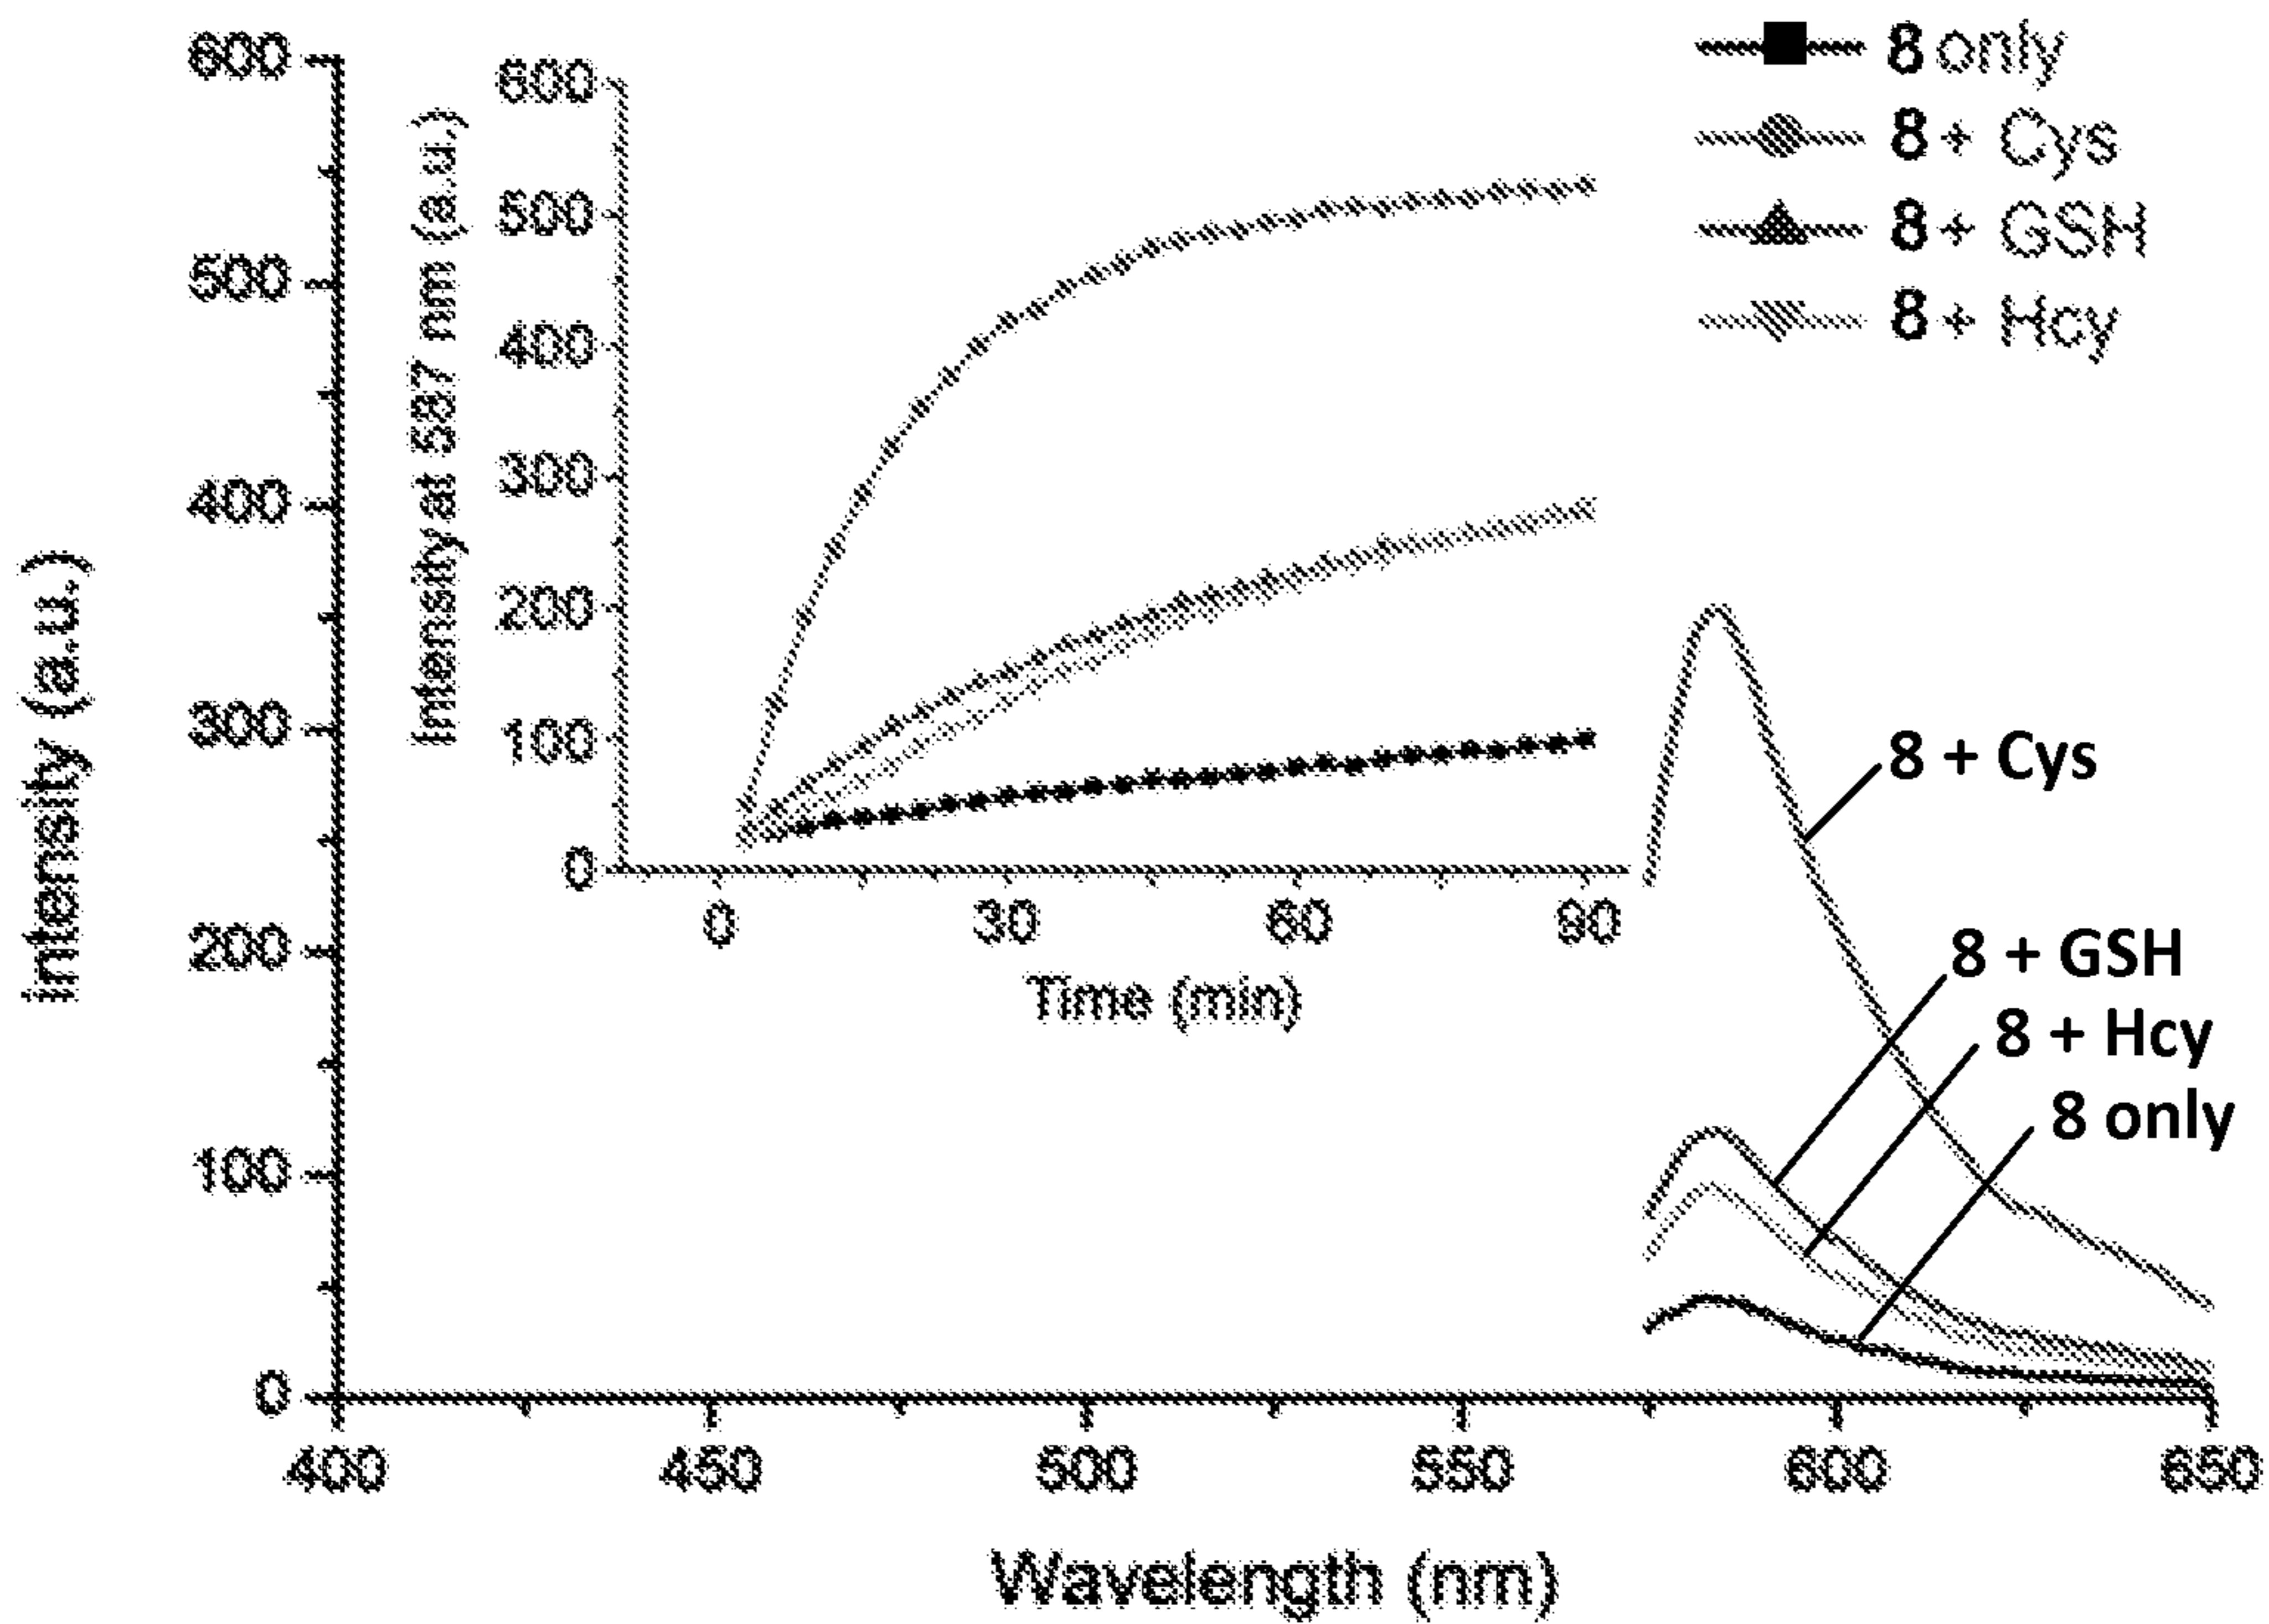 600
500
400
300
200
100
0
intensity (a.u.)
400
450
500
550
600
650
Wavelength (nm)
600
500
400
300
200
100
0
Intensity at 587 nm (a.u.)
0
30
60
90
Time (min)
8 only
8 + Cys
8 + GSH
8 + Hcy
8 + Cys
8 + GSH
8 + Hcy
8 only